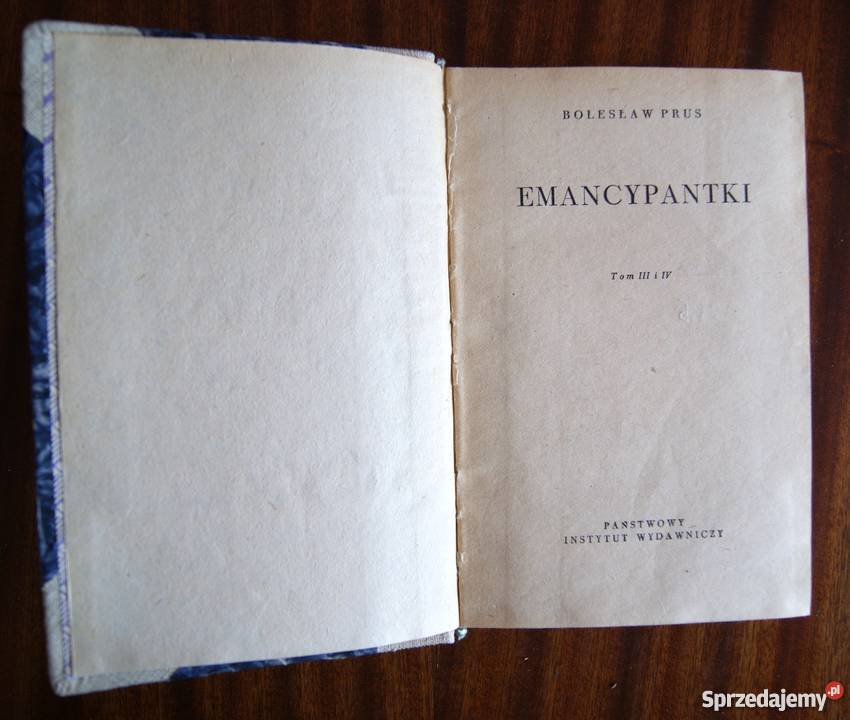 BOLESŁAW PRUS
EMANCYPANTKI
Tom III i IV
PAŃSTWOWY
INSTYTUT WYDAWNICZY
Sprzedajemy.pl